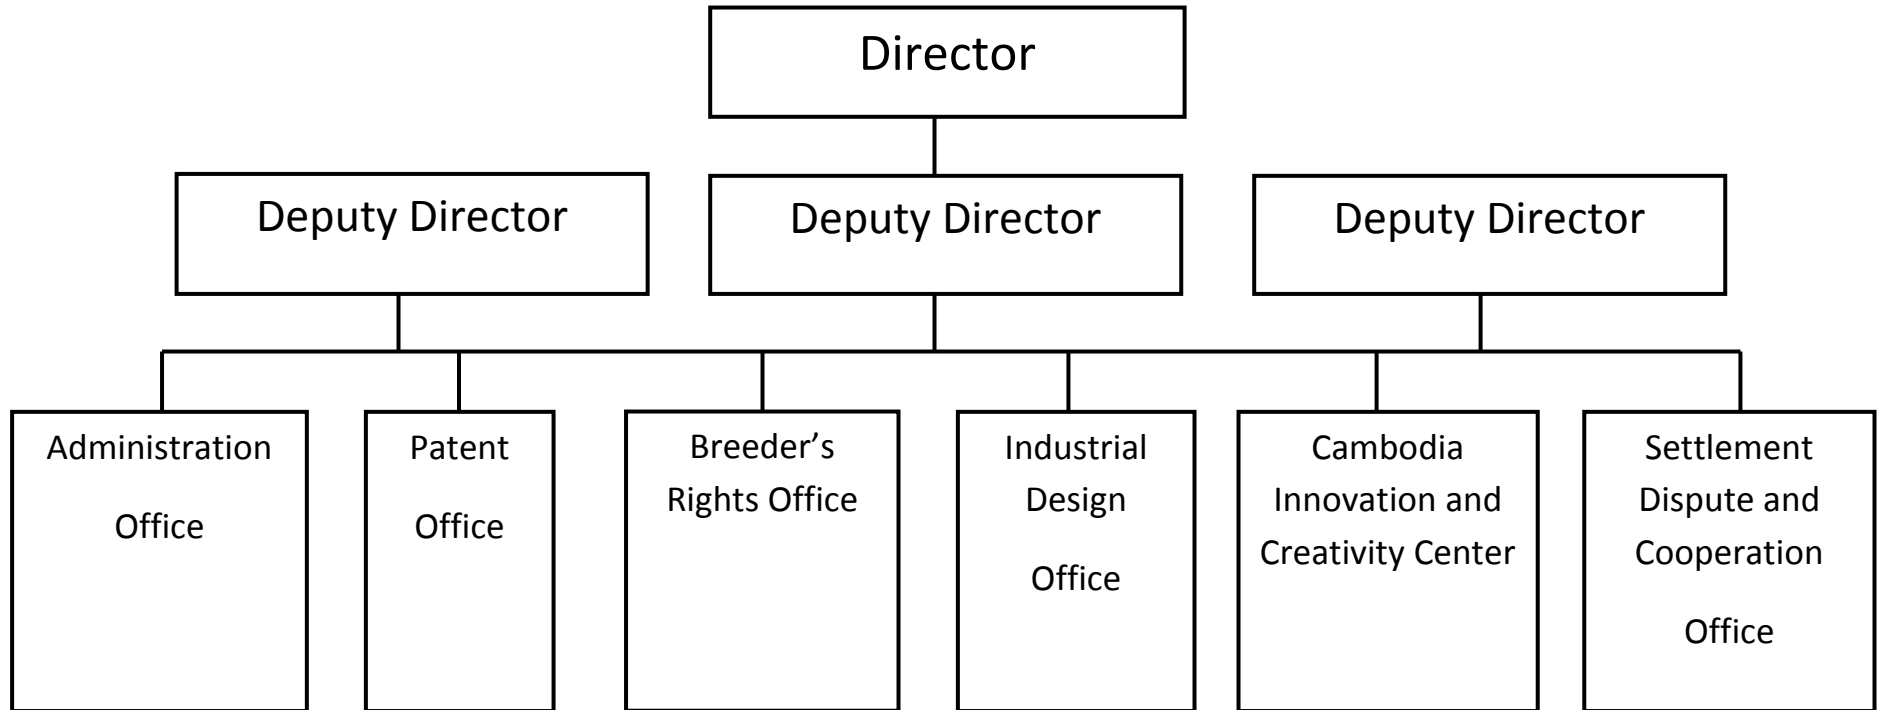 Director
Deputy Director
Deputy Director
Deputy Director
Administration
Office
Patent
Office
Breeder’s
Rights Office
Industrial
Design
Office
Cambodia
Innovation and
Creativity Center
Settlement
Dispute and
Cooperation
Office